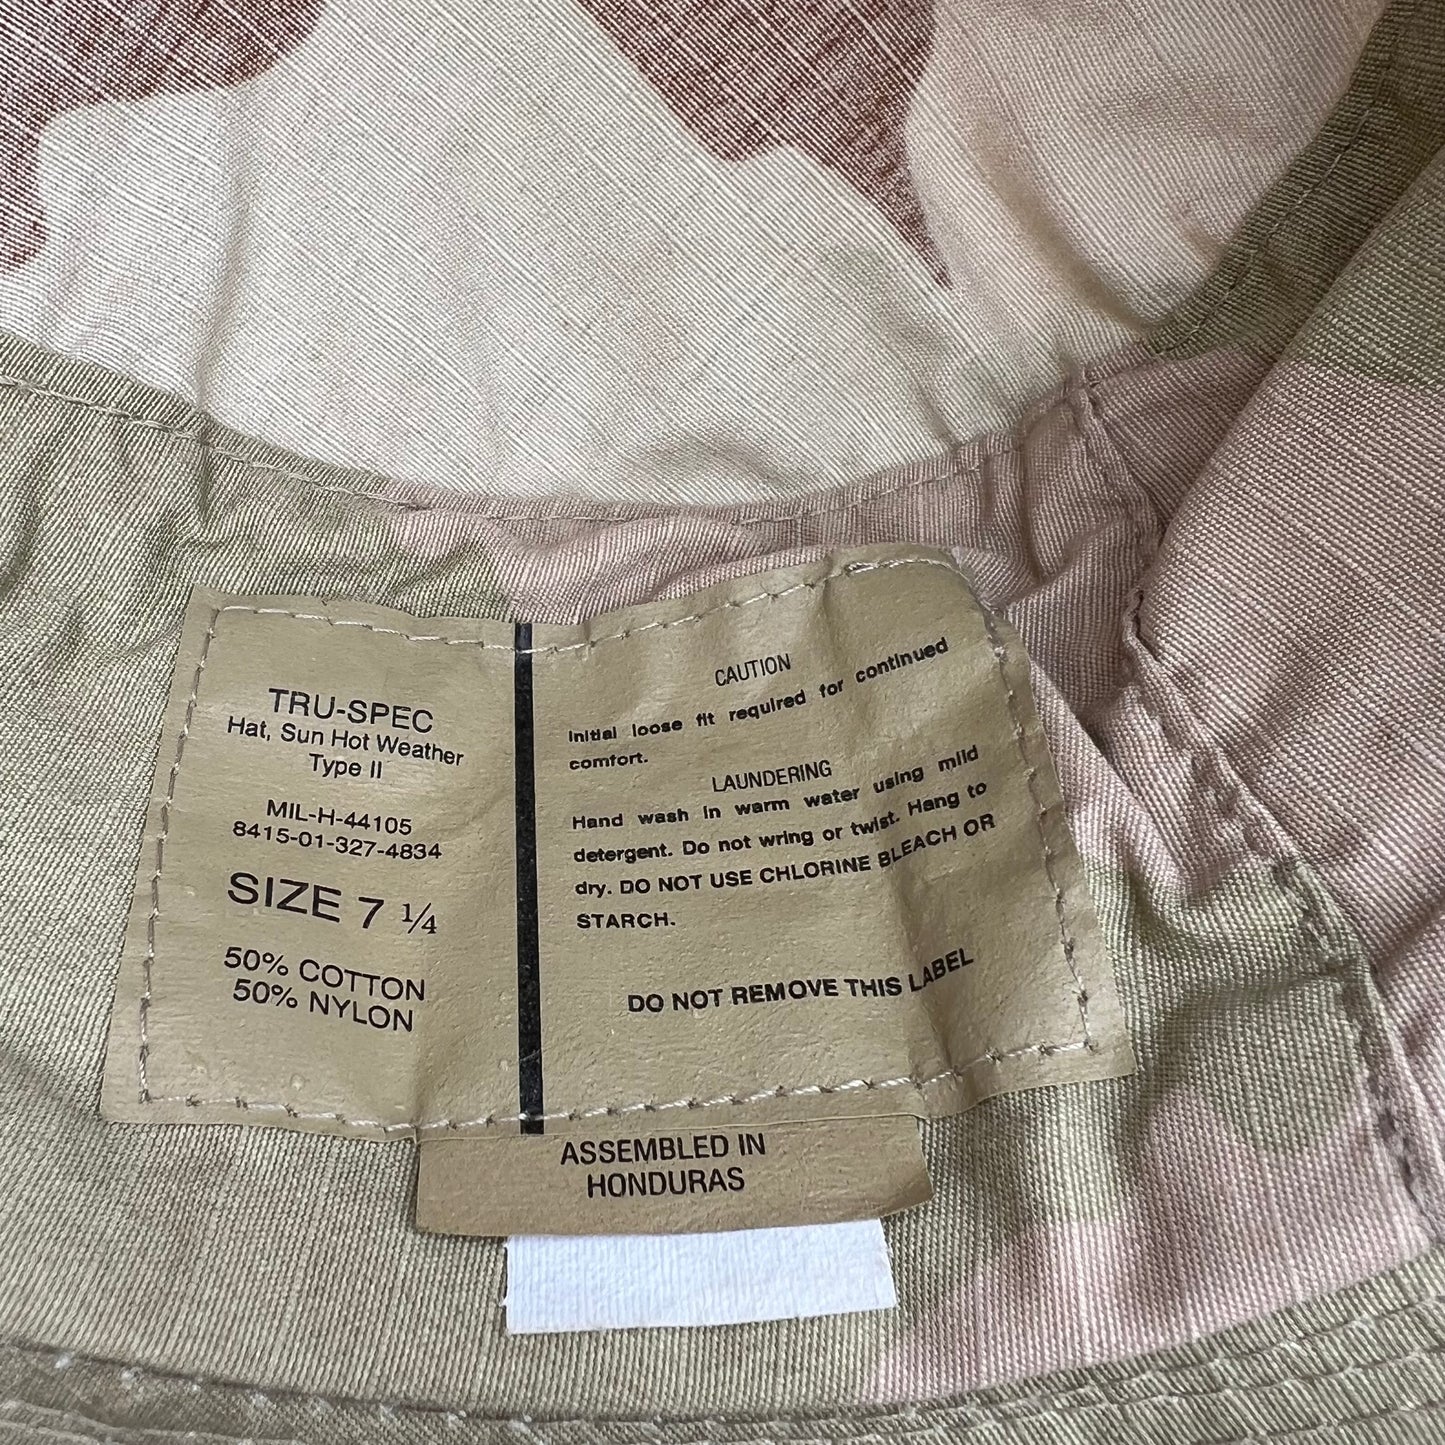 TRU-SPEC
Hat, Sun Hot Weather
Type II
MIL-H-44105
8415-01-327-4834
SIZE 7 1/4
50% COTTON
50% NYLON
CAUTION
Initial loose fit required for continued
comfort.
LAUNDERING
Hand wash in warm water using mild
detergent. Do not wring or twist. Hang to
dry. DO NOT USE CHLORINE BLEACH OR
STARCH.
DO NOT REMOVE THIS LABEL
ASSEMBLED IN
HONDURAS